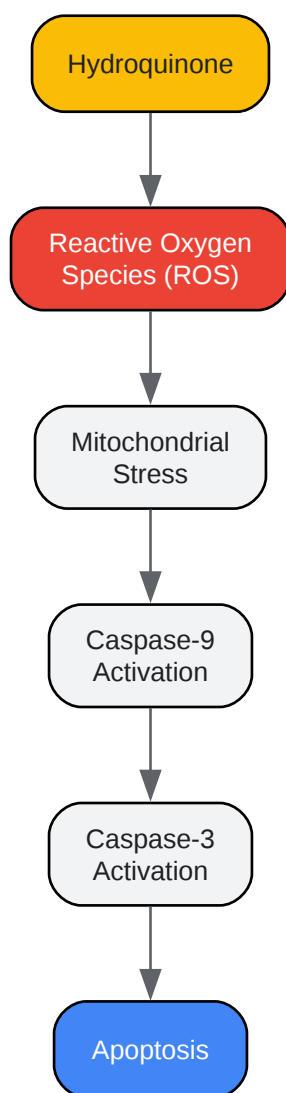 Hydroquinone
Reactive Oxygen
Species (ROS)
Mitochondrial
Stress
Caspase-9
Activation
Caspase-3
Activation
Apoptosis